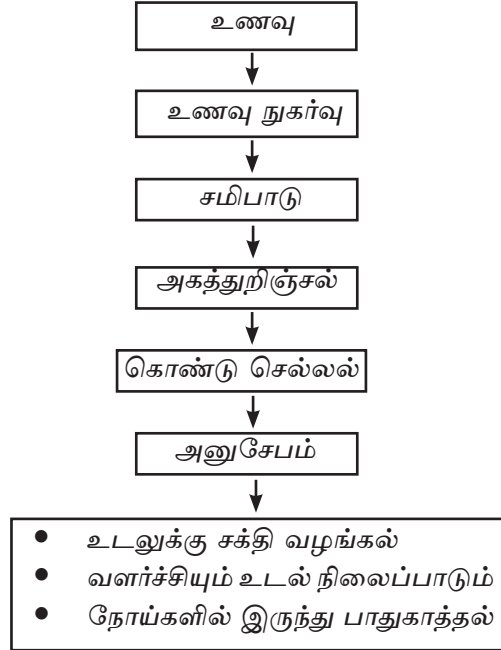 உணவு
உணவு நுகர்வு
சமிபாடு
அகத்துறிஞ்சல்
கொண்டு செல்லல்
அனுசேபம்
• உடலுக்கு சக்தி வழங்கல்
• வளர்ச்சியும் உடல் நிலைப்பாடும்
• நோய்களில் இருந்து பாதுகாத்தல்